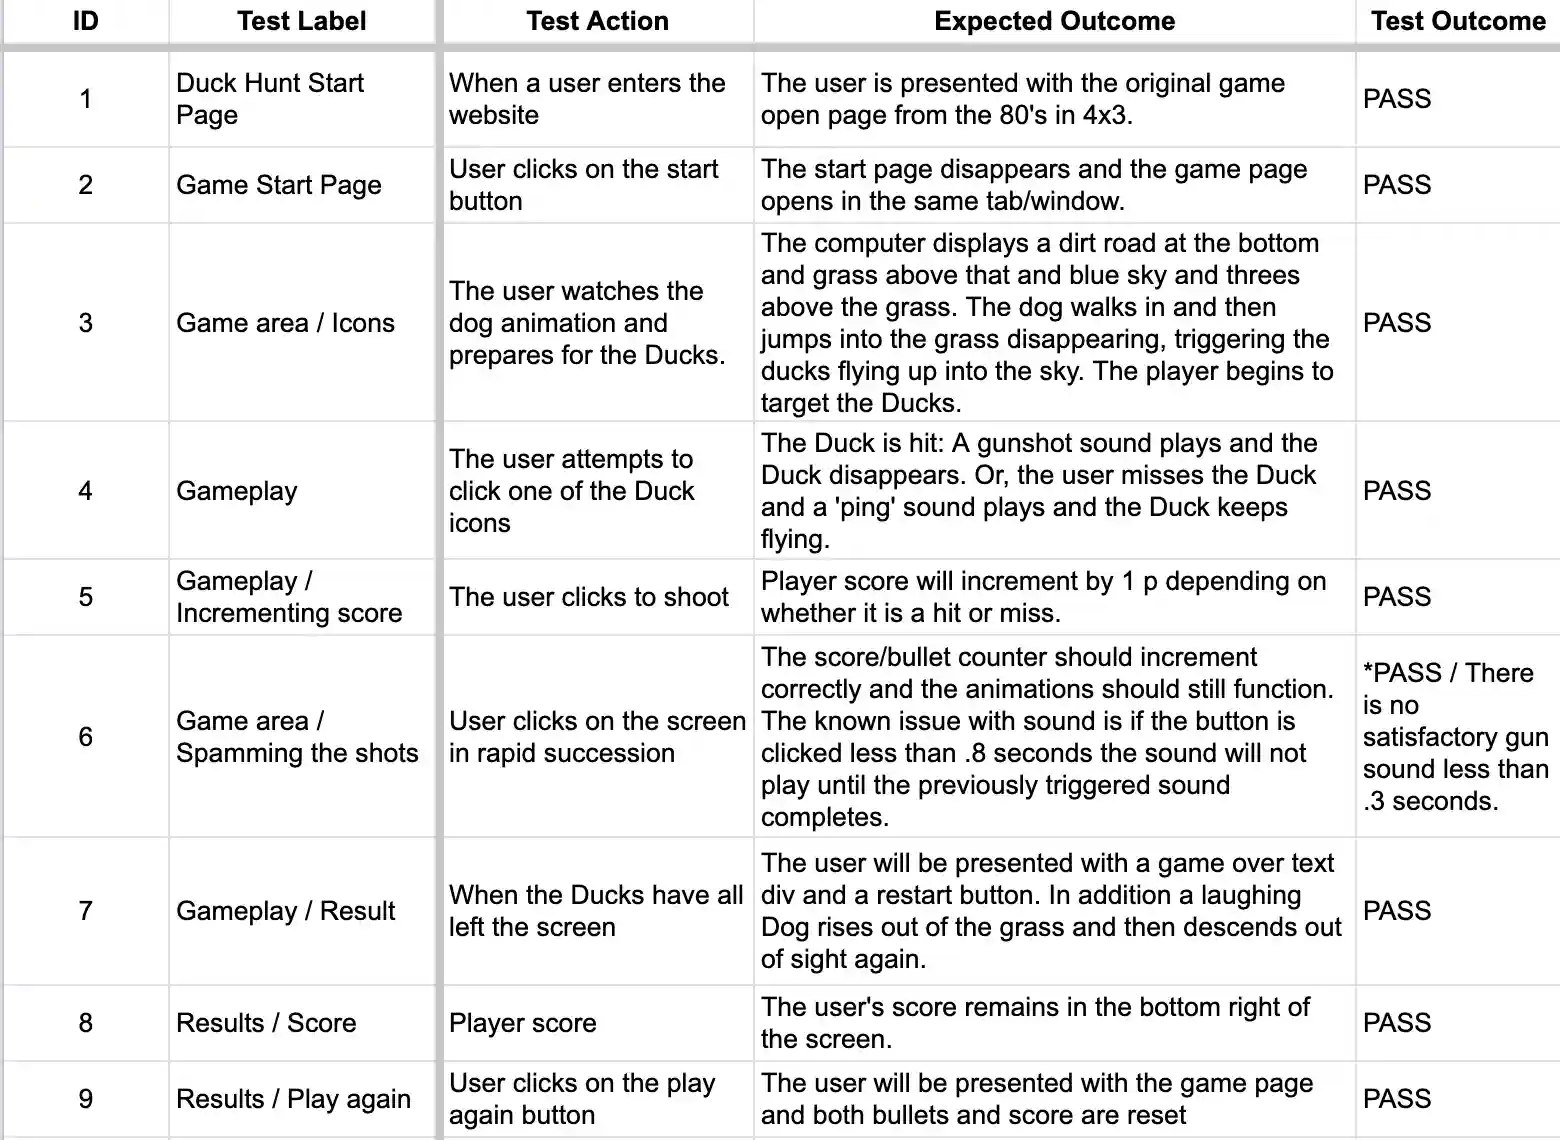 ID Test Label Test Action Expected Outcome Test Outcome
1
Duck Hunt Start
Page
When a user enters the
website
The user is presented with the original game
open page from the 80's in 4x3.
PASS
2
Game Start Page
User clicks on the start
button
The start page disappears and the game page
opens in the same tab/window.
PASS
3
Game area / Icons
The user watches the
dog animation and
prepares for the Ducks.
The computer displays a dirt road at the bottom
and grass above that and blue sky and threes
above the grass. The dog walks in and then
jumps into the grass disappearing, triggering the
ducks flying up into the sky. The player begins to
target the Ducks.
PASS
4
Gameplay
The user attempts to
click one of the Duck
icons
The Duck is hit: A gunshot sound plays and the
Duck disappears. Or, the user misses the Duck
and a 'ping' sound plays and the Duck keeps
flying.
PASS
5
Gameplay /
Incrementing score
The user clicks to shoot
Player score will increment by 1 p depending on
whether it is a hit or miss.
PASS
6
Game area /
Spamming the shots
User clicks on the screen
in rapid succession
The score/bullet counter should increment
correctly and the animations should still function.
The known issue with sound is if the button is
clicked less than .8 seconds the sound will not
play until the previously triggered sound
completes.
*PASS / There
is no
satisfactory gun
sound less than
.3 seconds.
7
Gameplay / Result
When the Ducks have all
left the screen
The user will be presented with a game over text
div and a restart button. In addition a laughing
Dog rises out of the grass and then descends out
of sight again.
PASS
8
Results / Score
Player score
The user's score remains in the bottom right of
the screen.
PASS
9
Results / Play again
User clicks on the play
again button
The user will be presented with the game page
and both bullets and score are reset
PASS